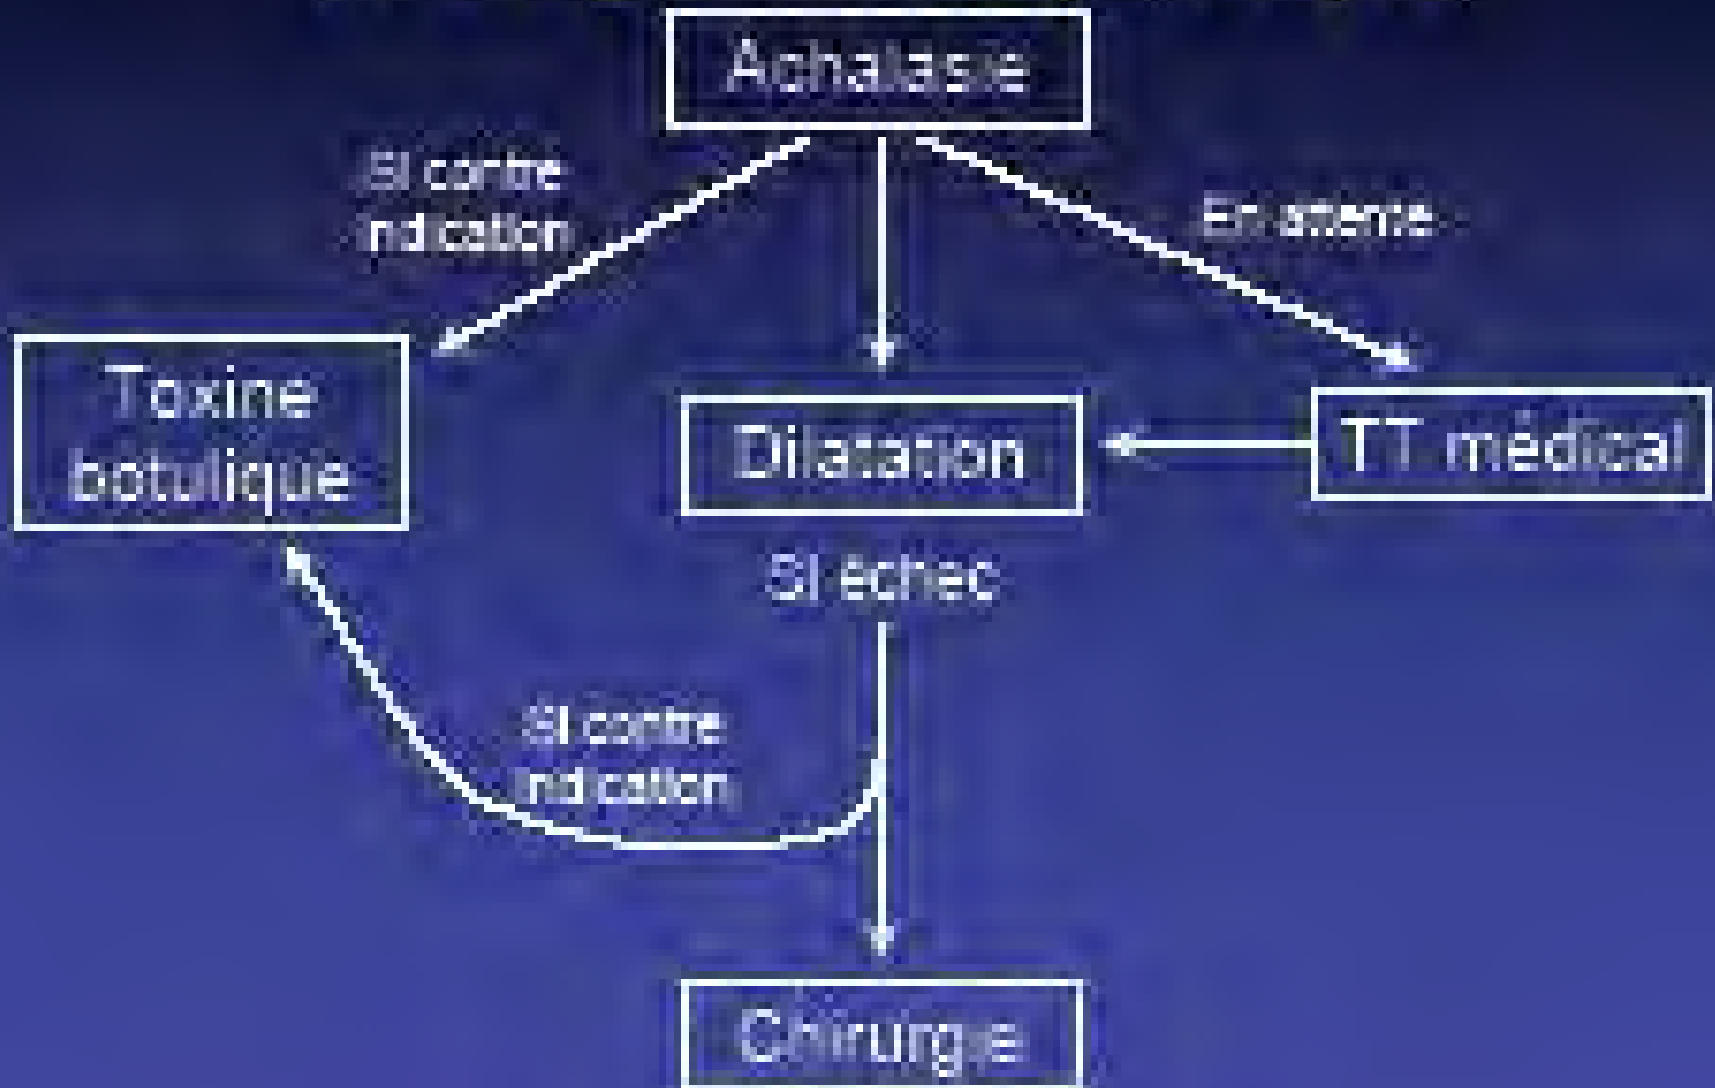 Achalasie
Si contre
indication
En attente
Toxine
botulique
Dilatation
TT médical
Si échec
Si contre
indication
Chirurgie